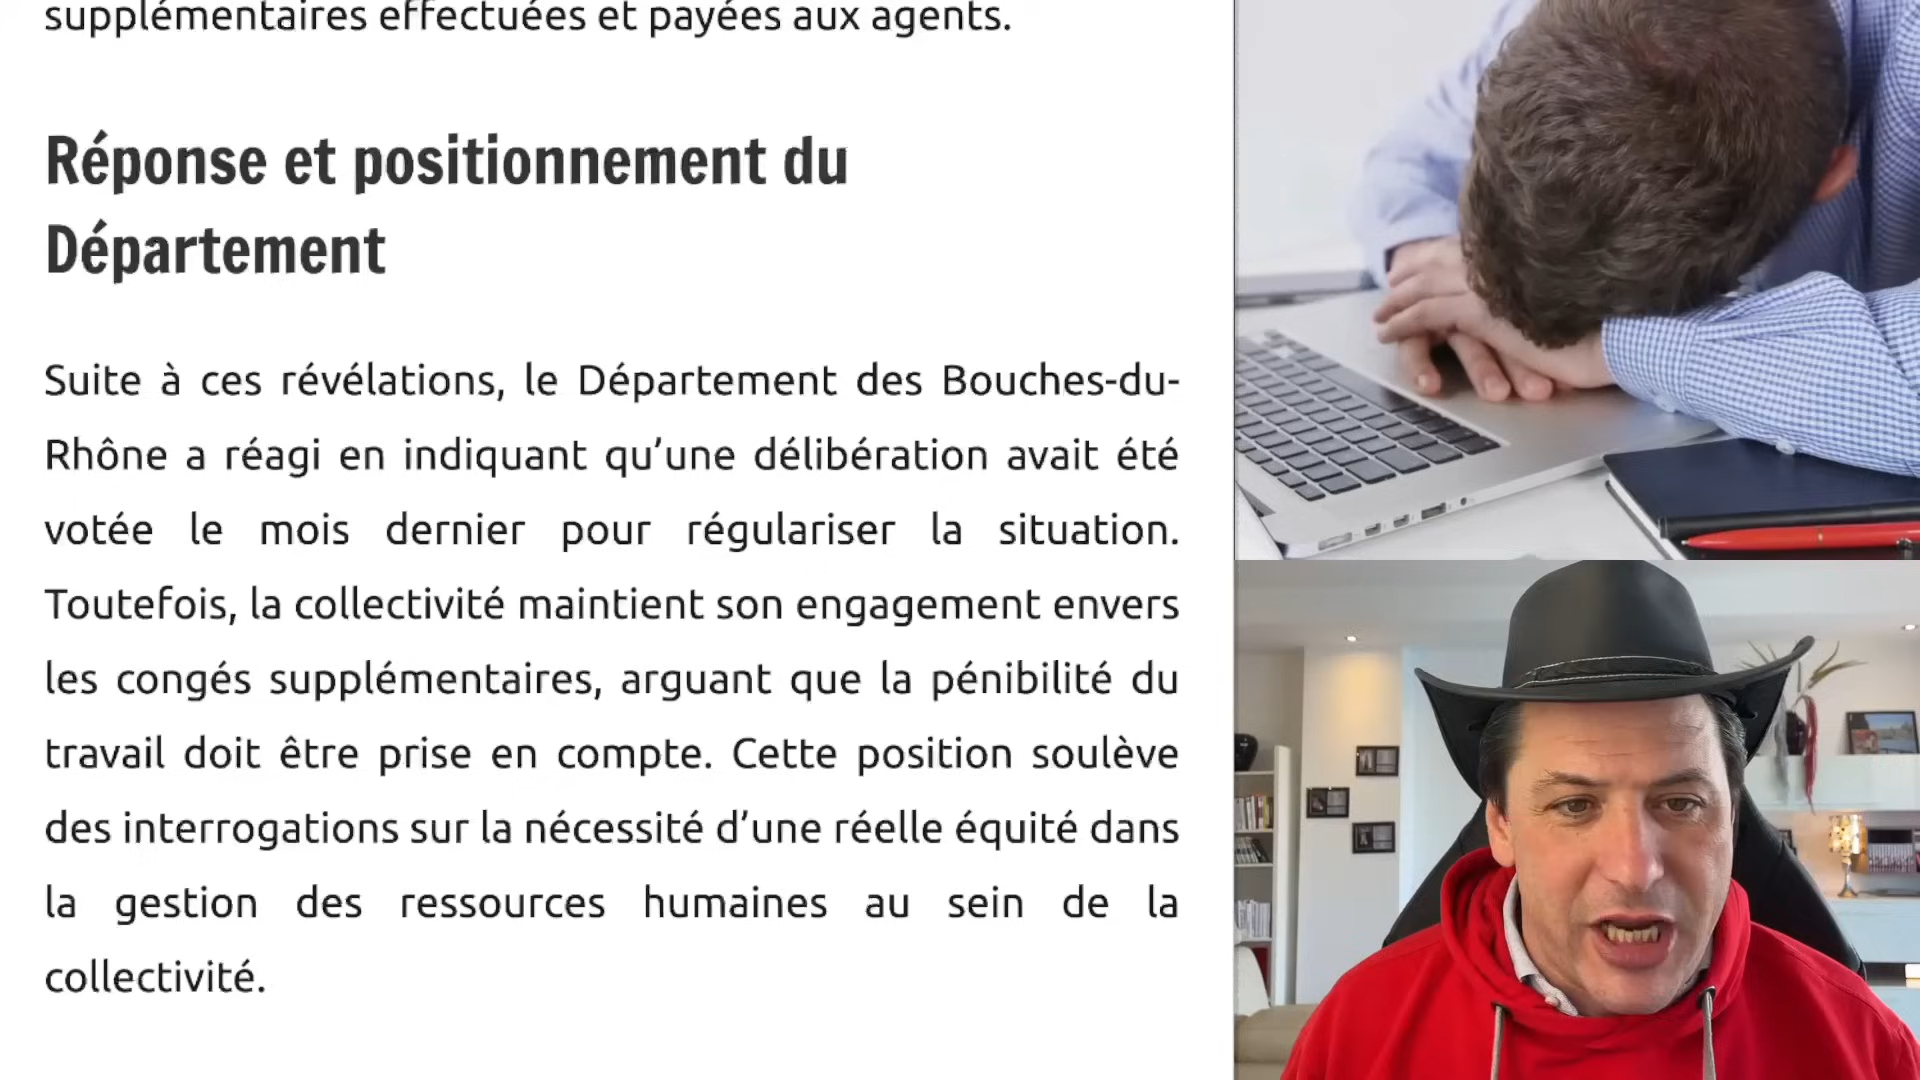 supplémentaires effectuées et payées aux agents.
Réponse et positionnement du
Département
Suite à ces révélations, le Département des Bouches-du-
Rhône a réagi en indiquant qu’une délibération avait été
votée le mois dernier pour régulariser la situation.
Toutefois, la collectivité maintient son engagement envers
les congés supplémentaires, arguant que la pénibilité du
travail doit être prise en compte. Cette position soulève
des interrogations sur la nécessité d’une réelle équité dans
la gestion des ressources humaines au sein de la
collectivité.